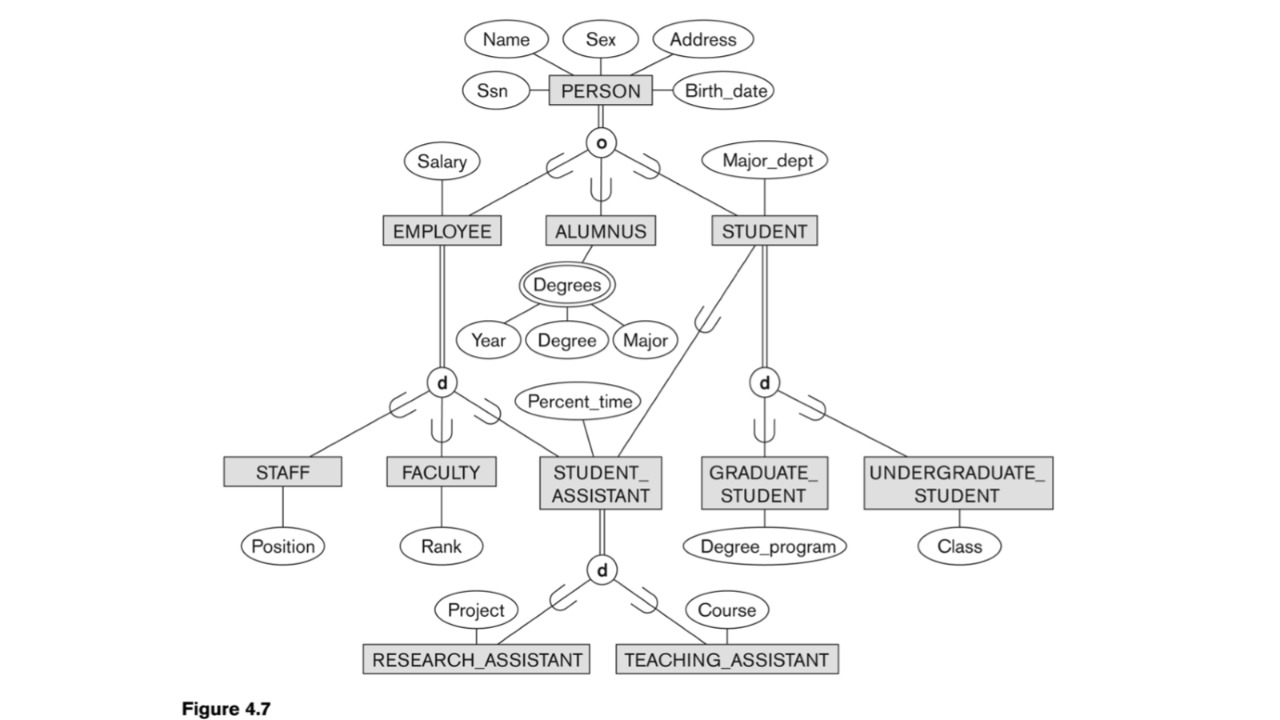 Name Sex Address
Ssn PERSON Birth_date
o
Salary Major_dept
EMPLOYEE ALUMNUS STUDENT
Degrees
Year Degree Major
d d
Percent_time
STAFF FACULTY STUDENT_
ASSISTANT GRADUATE_
STUDENT UNDERGRADUATE_
STUDENT
Position Rank Degree_program Class
d
Project Course
RESEARCH_ASSISTANT TEACHING_ASSISTANT
Figure 4.7